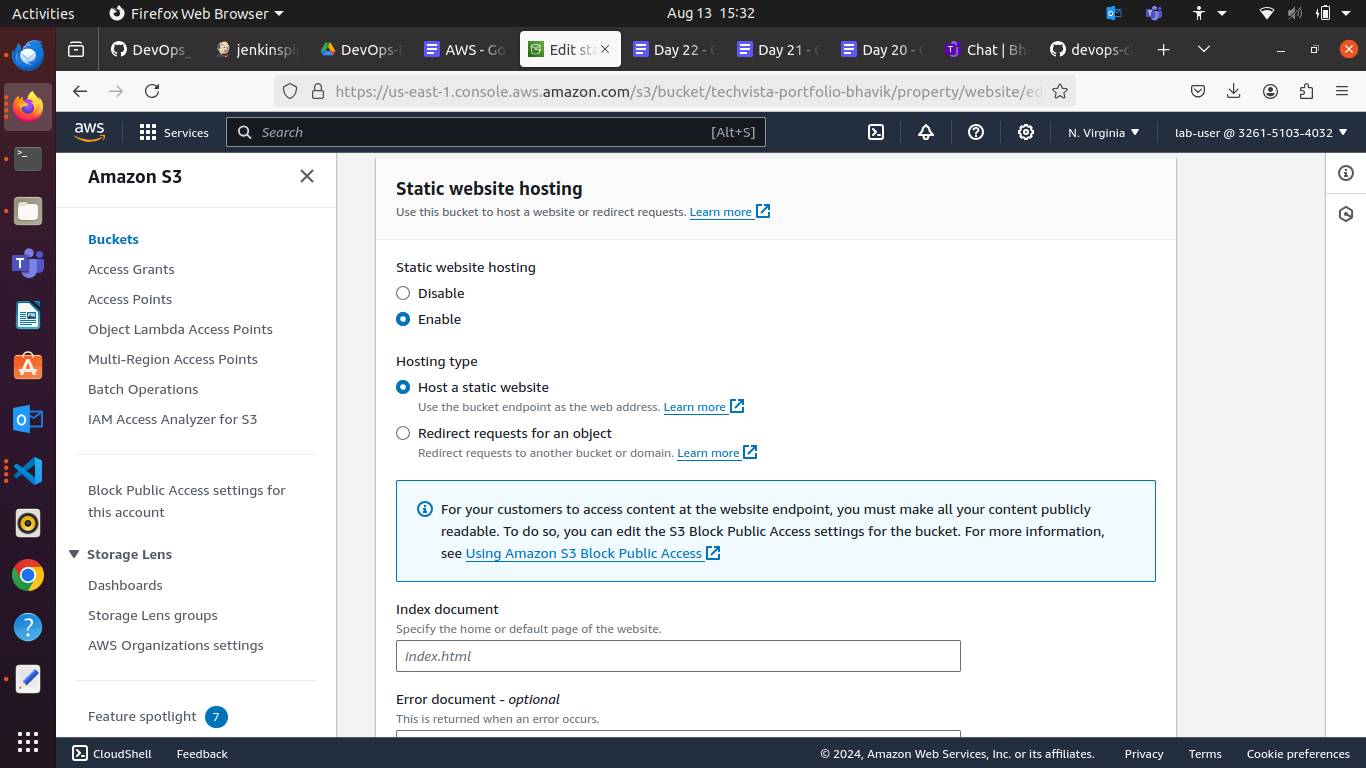 Activities
Firefox Web Browser
Aug 13 15:32
DevOps_
jenkinspi
DevOps-
AWS - Go
Edit sta
Day 22 -
Day 21 -
Day 20 -
Chat | Bh
devops-cl
https://us-east-1.console.aws.amazon.com/s3/bucket/techvista-portfolio-bhavik/property/website/ed
aws
Services
Search
[Alt+S]
N. Virginia
lab-user @ 3261-5103-4032
Amazon S3
Buckets
Access Grants
Access Points
Object Lambda Access Points
Multi-Region Access Points
Batch Operations
IAM Access Analyzer for S3
Block Public Access settings for
this account
Storage Lens
Dashboards
Storage Lens groups
AWS Organizations settings
Feature spotlight 7
Static website hosting
Use this bucket to host a website or redirect requests. Learn more
Static website hosting
Disable
Enable
Hosting type
Host a static website
Use the bucket endpoint as the web address. Learn more
Redirect requests for an object
Redirect requests to another bucket or domain. Learn more
For your customers to access content at the website endpoint, you must make all your content publicly
readable. To do so, you can edit the S3 Block Public Access settings for the bucket. For more information,
see Using Amazon S3 Block Public Access
Index document
Specify the home or default page of the website.
index.html
Error document - optional
This is returned when an error occurs.
CloudShell
Feedback
© 2024, Amazon Web Services, Inc. or its affiliates.
Privacy
Terms
Cookie preferences